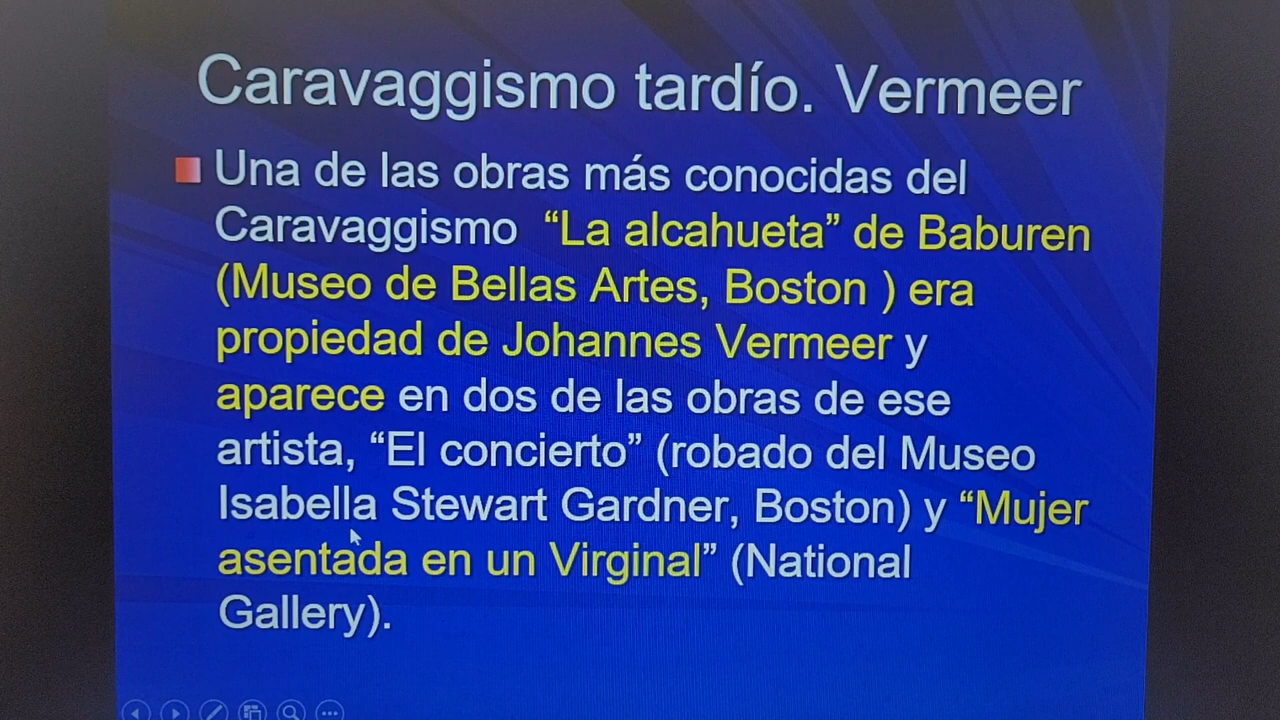 Caravaggismo tardío. Vermeer
Una de las obras más conocidas del
Caravaggismo “La alcahueta” de Baburen
(Museo de Bellas Artes, Boston ) era
propiedad de Johannes Vermeer y
aparece en dos de las obras de ese
artista, “El concierto” (robado del Museo
Isabella Stewart Gardner, Boston) y “Mujer
asentada en un Virginal” (National
Gallery).